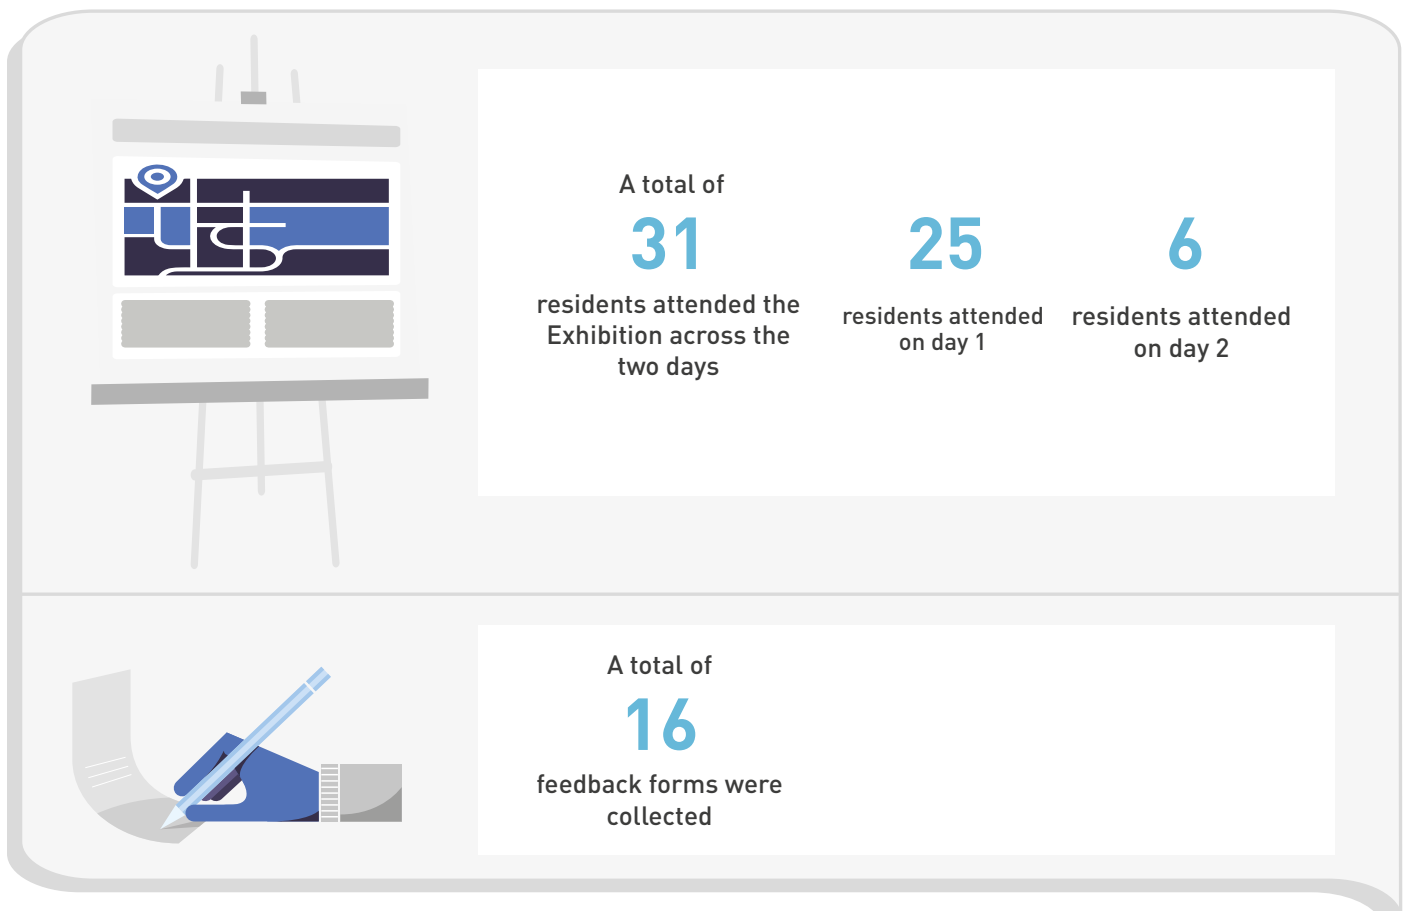 A total of
31
residents attended the
Exhibition across the
two days
25
residents attended
on day 1
6
residents attended
on day 2
A total of
16
feedback forms were
collected